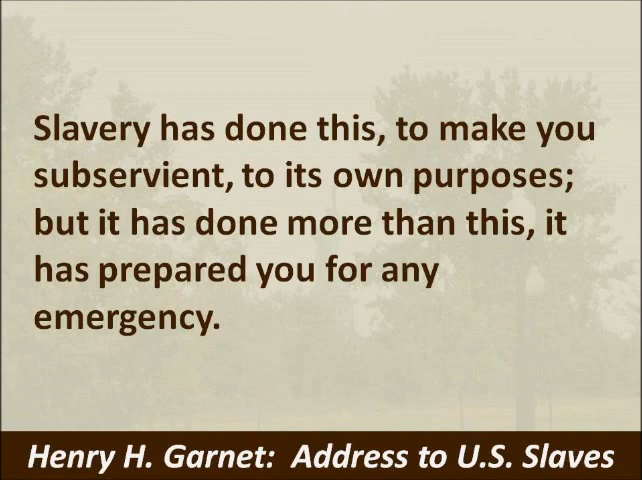 Slavery has done this, to make you
subservient, to its own purposes;
but it has done more than this, it
has prepared you for any
emergency.
Henry H. Garnet:  Address to U.S. Slaves